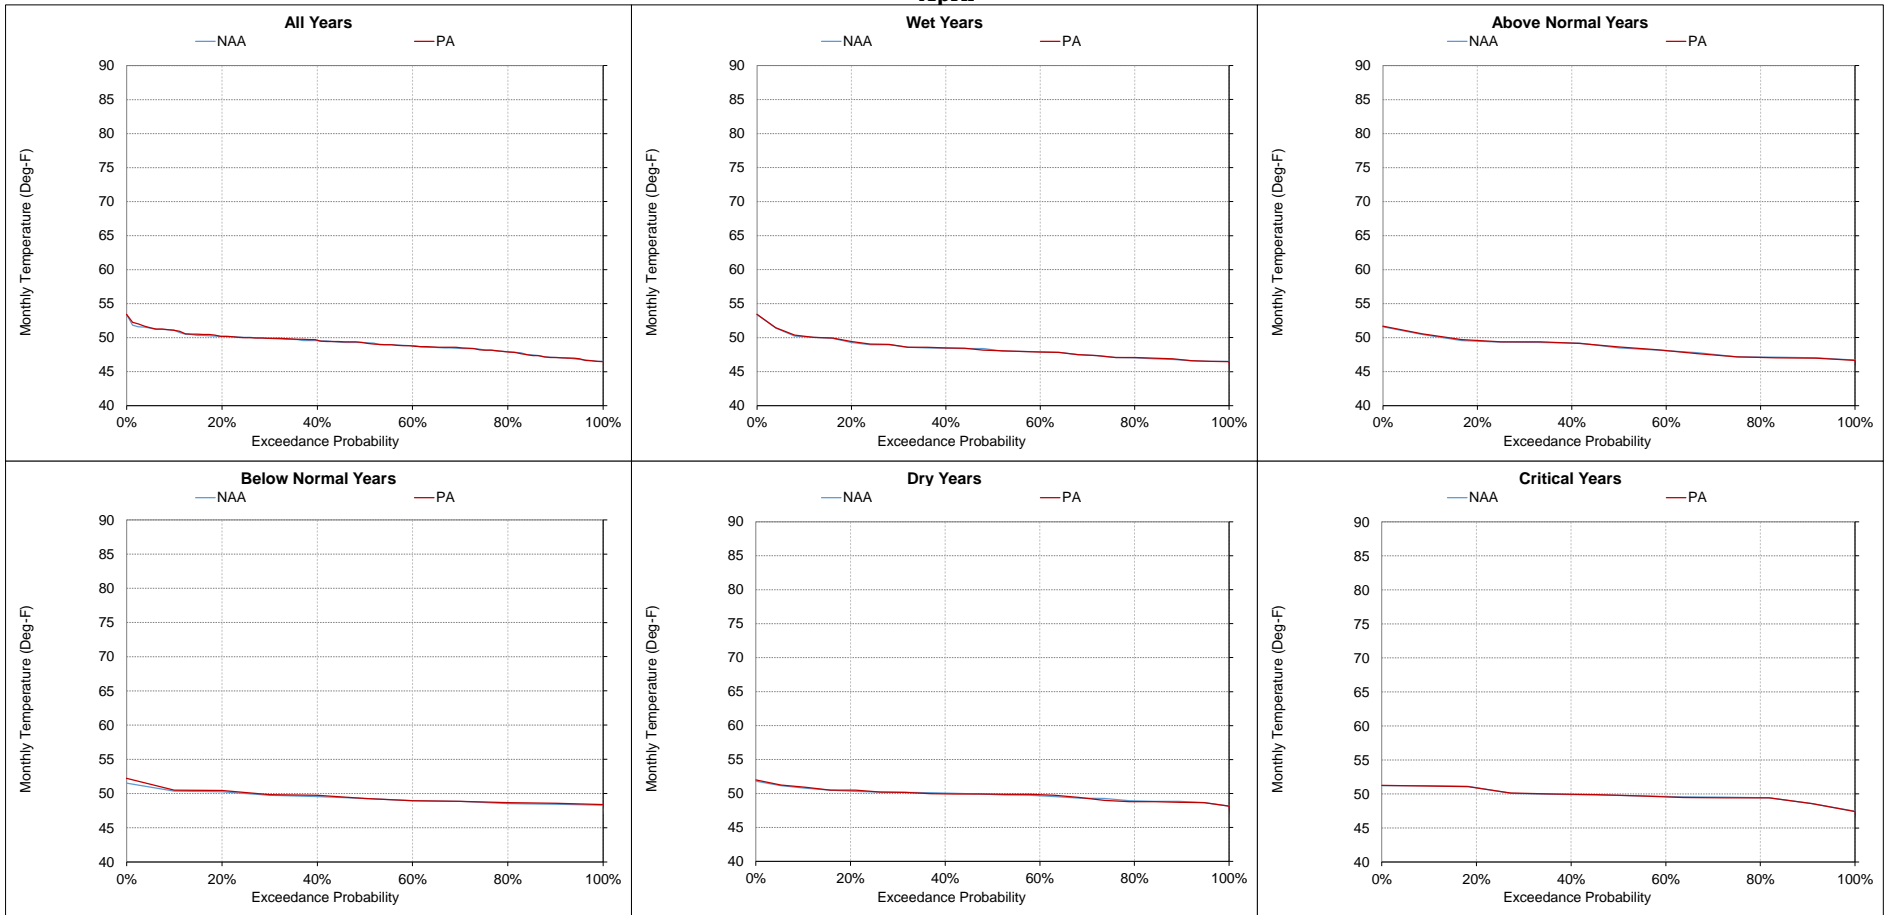 All Years
NAA PA
90
85
80
75
70
65
60
55
50
45
40
Monthly Temperature (Deg-F)
0% 20% 40% 60% 80% 100%
Exceedance Probability
Wet Years
NAA PA
90
85
80
75
70
65
60
55
50
45
40
Monthly Temperature (Deg-F)
0% 20% 40% 60% 80% 100%
Exceedance Probability
Above Normal Years
NAA PA
90
85
80
75
70
65
60
55
50
45
40
Monthly Temperature (Deg-F)
0% 20% 40% 60% 80% 100%
Exceedance Probability
Below Normal Years
NAA PA
90
85
80
75
70
65
60
55
50
45
40
Monthly Temperature (Deg-F)
0% 20% 40% 60% 80% 100%
Exceedance Probability
Dry Years
NAA PA
90
85
80
75
70
65
60
55
50
45
40
Monthly Temperature (Deg-F)
0% 20% 40% 60% 80% 100%
Exceedance Probability
Critical Years
NAA PA
90
85
80
75
70
65
60
55
50
45
40
Monthly Temperature (Deg-F)
0% 20% 40% 60% 80% 100%
Exceedance Probability